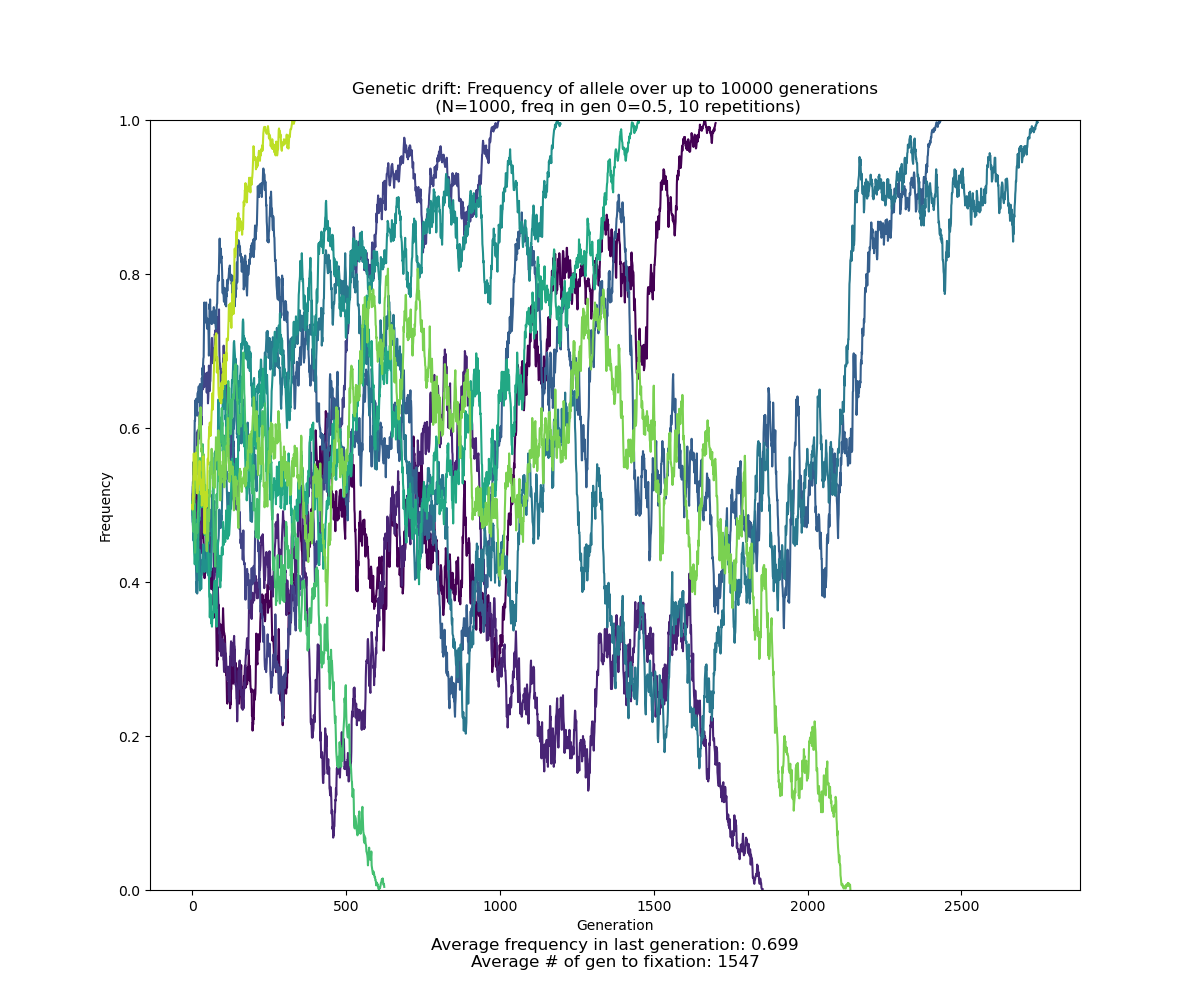 Genetic drift: Frequency of allele over up to 10000 generations
(N=1000, freq in gen 0=0.5, 10 repetitions)
1.0
0.8
0.6
0.4
0.2
0.0
Frequency
0 500 1000 1500 2000 2500
Generation
Average frequency in last generation: 0.699
Average # of gen to fixation: 1547